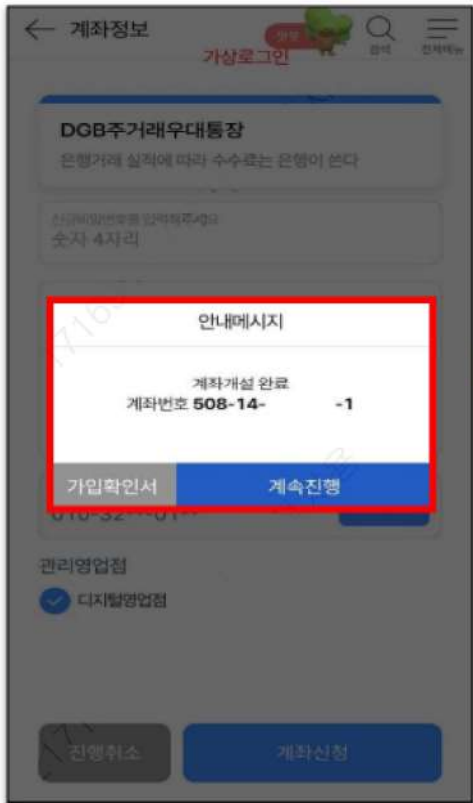 계좌정보
가상로그인
검색
전체메뉴
DGB주거래우대통장
은행거래 실적에 따라 수수료는 은행이 쓴다
숫자 4자리
안내메시지
계좌개설 완료
계좌번호 508-14- -1
가입확인서 계속진행
관리영업점
디지털영업점
진행취소 계좌신청